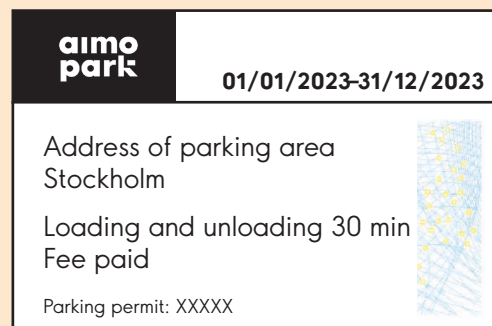 aimo
park
01/01/2023–31/12/2023
Address of parking area
Stockholm
Loading and unloading 30 min
Fee paid
Parking permit: XXXXX